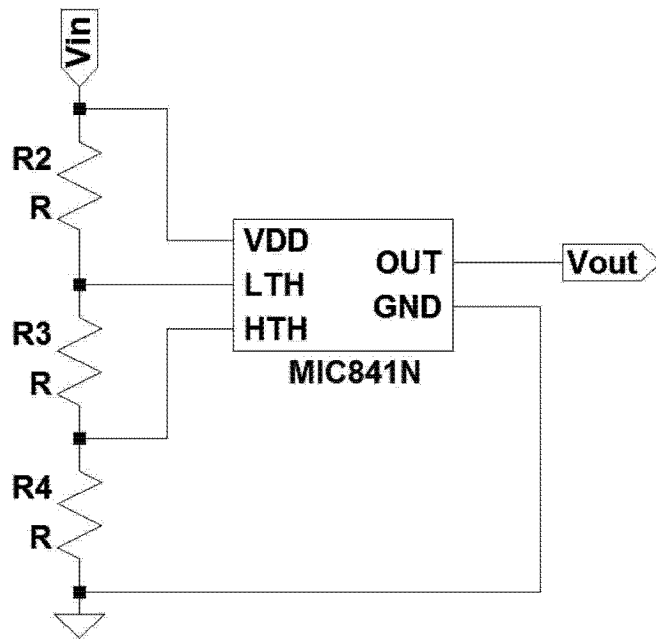 Vin
R2
R
VDD
LTH
HTH
OUT
GND
Vout
MIC841N
R3
R
R4
R